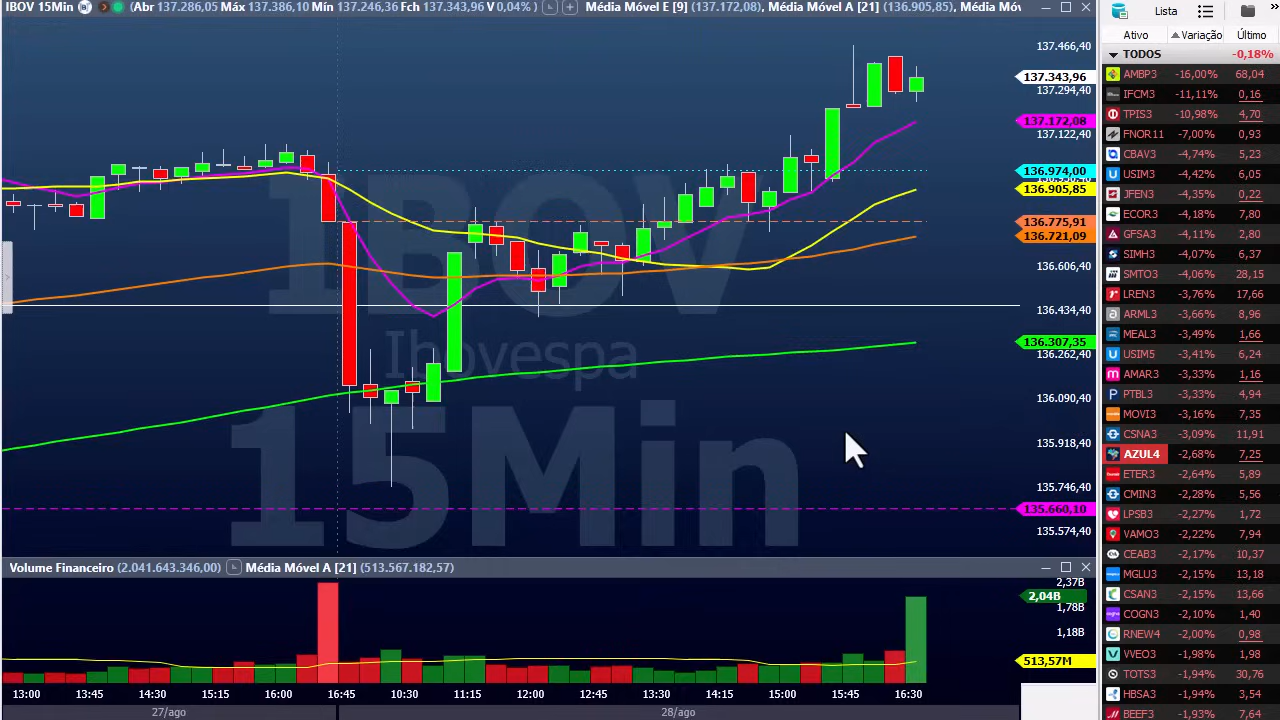 IBOV 15Min (Abr 137.286,05 Máx 137.386,10 Mín 137.246,36 Fch 137.343,96 V 0,04% ) Média Móvel E [9] (137.172,08), Média Móvel A [21] (136.905,85), Média Móv
137.466,40
137.343,96
137.294,40
137.172,08
137.122,40
136.974,00
136.905,85
136.775,91
136.721,09
136.606,40
136.434,40
136.307,35
136.262,40
136.090,40
135.918,40
135.746,40
135.660,10
135.574,40
IBOV
Ibovespa
15Min
Volume Financeiro (2.041.643.346,00) Média Móvel A [21] (513.567.182,57)
2,37B
2,04B
1,78B
1,18B
513,57M
13:00 13:45 14:30 15:15 16:00 16:45 11:15 12:00 12:45 13:30 14:15 15:00 15:45 16:30
27/ago 28/ago
Lista
Ativo Variação Último
TODOS -0,18%
AMBP3 -16,00% 68,04
IFCM3 -11,11% 0,16
TPIS3 -10,98% 4,70
FNOR11 -7,00% 0,93
CBAV3 -4,74% 5,23
USIM3 -4,42% 6,05
JFEN3 -4,35% 0,22
ECOR3 -4,18% 7,80
GFSA3 -4,11% 2,80
SIMH3 -4,07% 6,37
SMTO3 -4,06% 28,15
LREN3 -3,76% 17,66
ARML3 -3,66% 8,96
MEAL3 -3,49% 1,66
USIM5 -3,41% 6,24
AMAR3 -3,33% 1,16
PTBL3 -3,33% 4,94
MOVI3 -3,16% 7,35
CSNA3 -3,09% 11,91
AZUL4 -2,68% 7,25
ETER3 -2,64% 5,89
CMIN3 -2,28% 5,56
LPSB3 -2,27% 1,72
VAMO3 -2,22% 7,94
CEAB3 -2,17% 10,37
MGLU3 -2,15% 13,18
CSAN3 -2,15% 13,66
COGN3 -2,10% 1,40
RNEW4 -2,00% 0,98
VVEO3 -1,98% 1,98
TOTS3 -1,94% 30,76
HBSA3 -1,94% 3,71
BEEF3 -1,93% 7,64